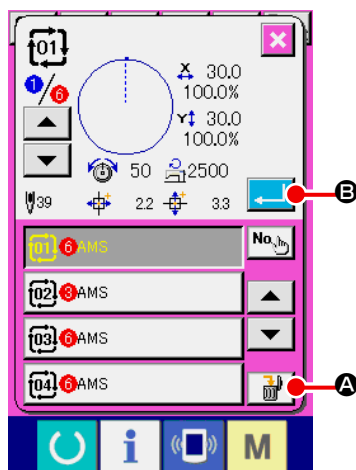 01
X 30.0
100.0%
1/6
Y 30.0
100.0%
50 2500
39 2.2 3.3
B
01 6 AMS
No.
02 3 AMS
03 6 AMS
04 6 AMS
A
i M